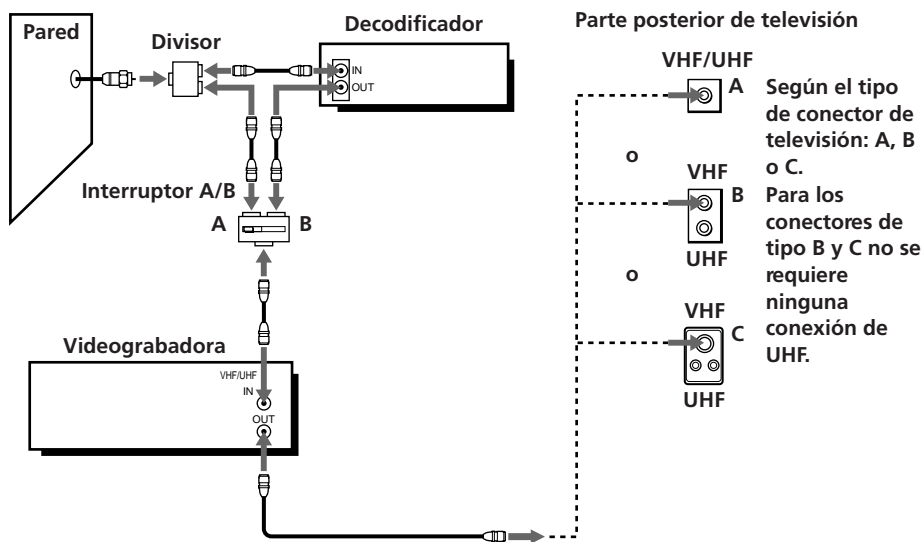 Pared
Divisor
Decodificador
IN
OUT
Interruptor A/B
A
B
Videograbadora
VHF/UHF
IN
OUT
Parte posterior de televisión
VHF/UHF
A
o
VHF
B
UHF
o
VHF
C
UHF
Según el tipo
de conector de
televisión: A, B
o C.
Para los
conectores de
tipo B y C no se
requiere
ninguna
conexión de
UHF.